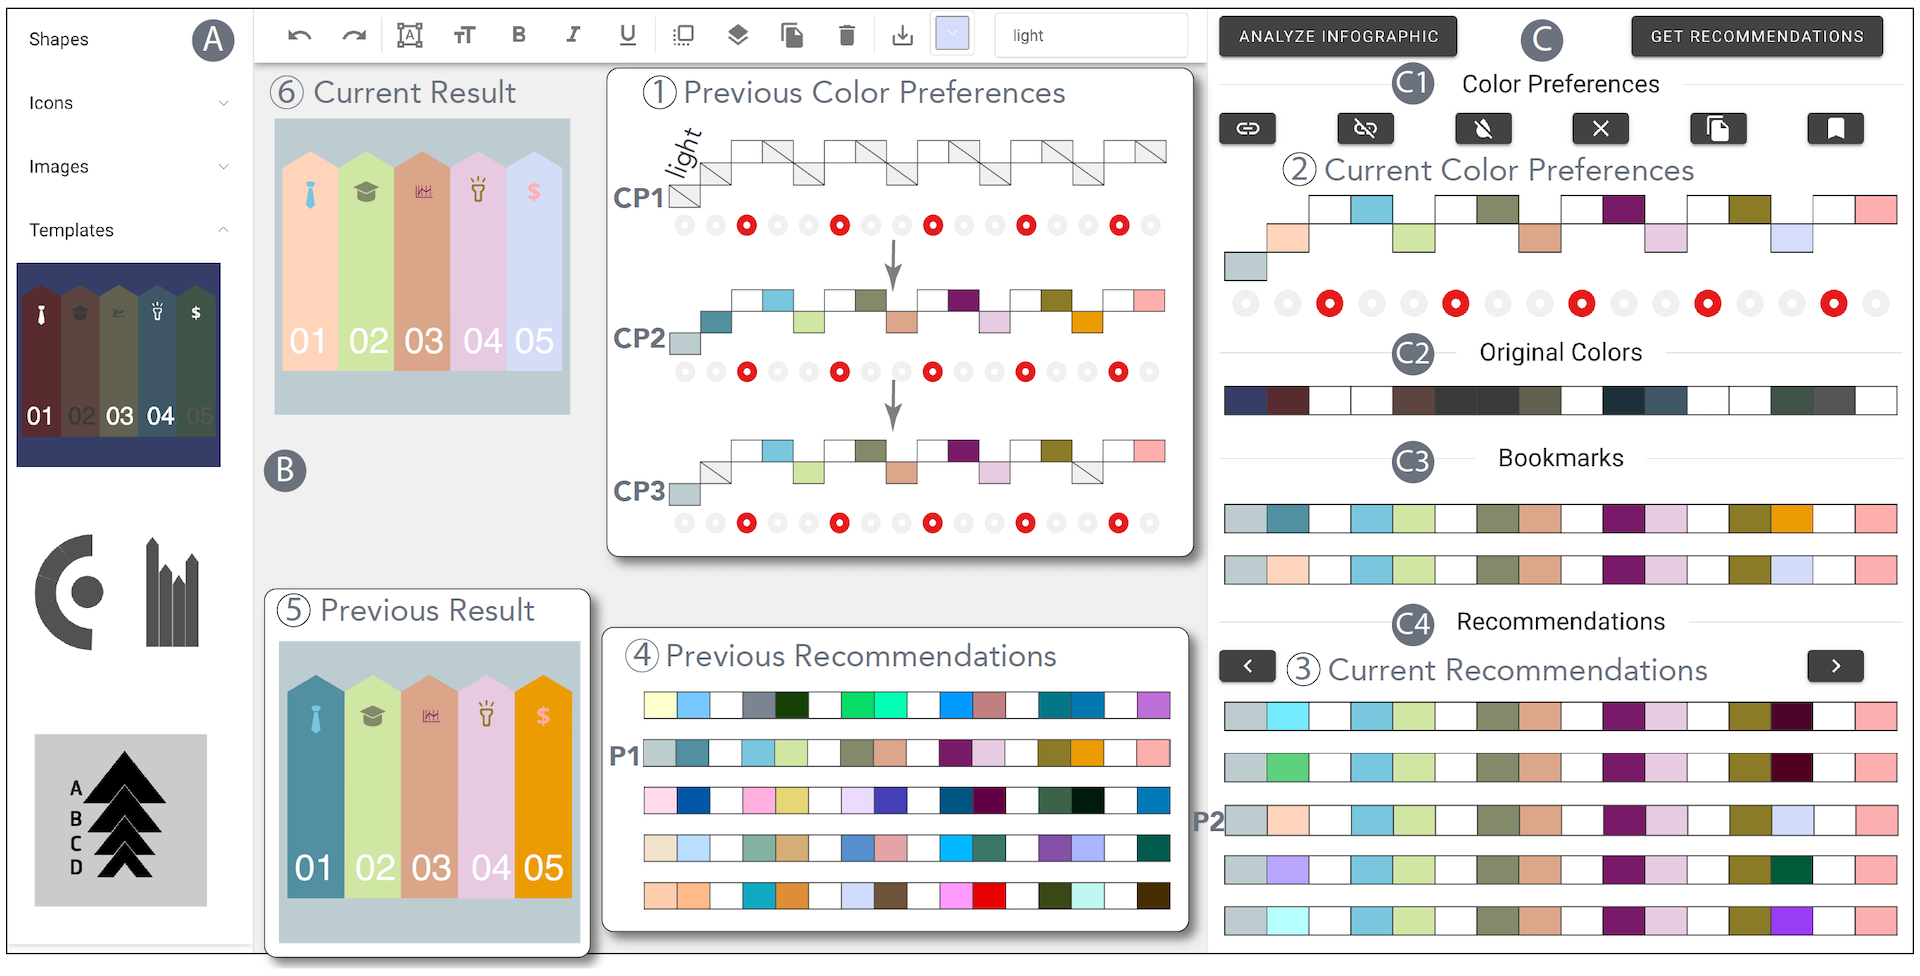 Shapes
A
Icons
Images
Templates
01 02 03 04 05
A
B
C
D
A
B I U
light
6 Current Result
01 02 03 04 05
B
5 Previous Result
01 02 03 04 05
1 Previous Color Preferences
light
CP1
CP2
CP3
4 Previous Recommendations
P1
ANALYZE INFOGRAPHIC
C
GET RECOMMENDATIONS
C1 Color Preferences
2 Current Color Preferences
C2 Original Colors
C3 Bookmarks
C4 Recommendations
3 Current Recommendations
P2